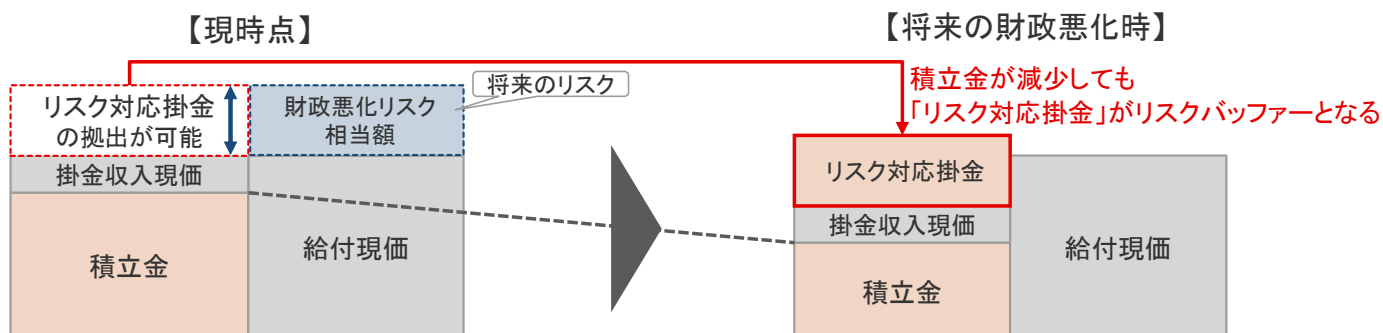 【現時点】
リスク対応掛金
の拠出が可能
財政悪化リスク
相当額
将来のリスク
掛金収入現価
積立金
給付現価
【将来の財政悪化時】
積立金が減少しても
「リスク対応掛金」がリスクバッファーとなる
リスク対応掛金
掛金収入現価
積立金
給付現価